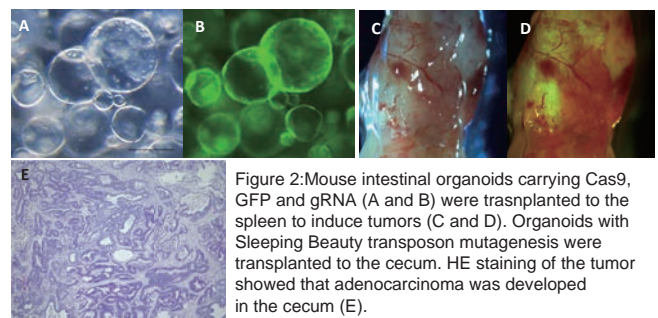 A
B
C
D
E
Figure 2:Mouse intestinal organoids carrying Cas9,
GFP and gRNA (A and B) were trasnplanted to the
spleen to induce tumors (C and D). Organoids with
Sleeping Beauty transposon mutagenesis were
transplanted to the cecum. HE staining of the tumor
showed that adenocarcinoma was developed
in the cecum (E).